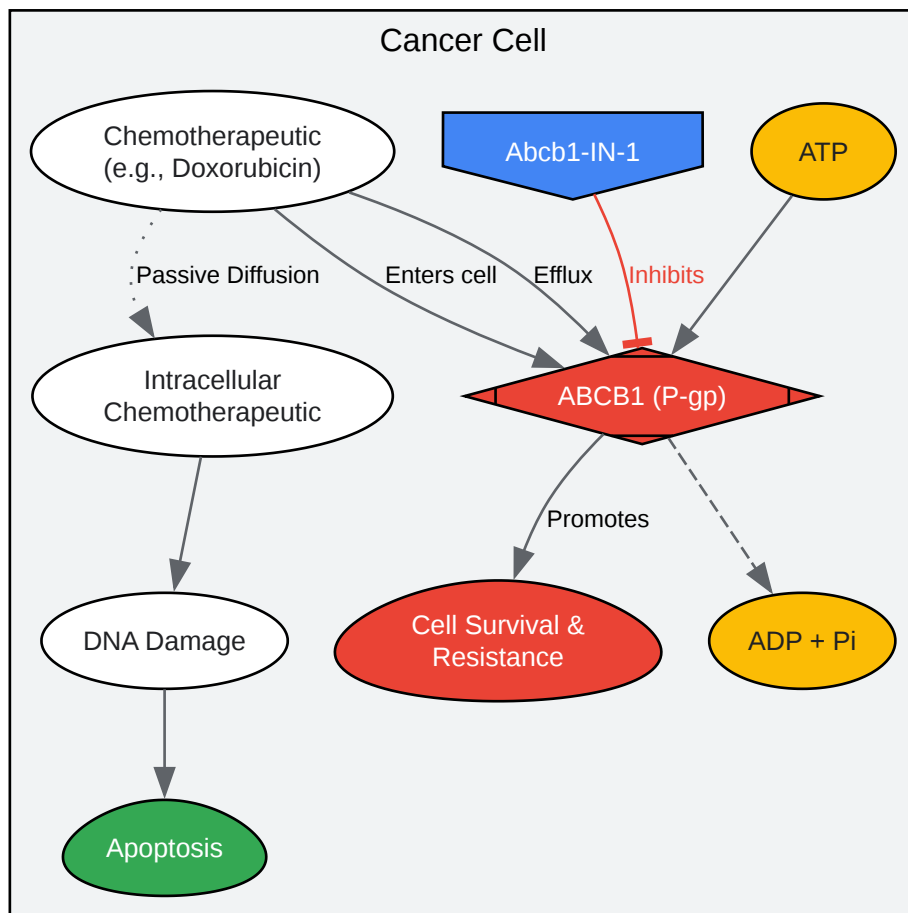 Cancer Cell
Chemotherapeutic
(e.g., Doxorubicin)
Abcb1-IN-1
ATP
Passive Diffusion
Enters cell
Efflux
Inhibits
Intracellular
Chemotherapeutic
ABCB1 (P-gp)
Promotes
DNA Damage
Cell Survival &
Resistance
ADP + Pi
Apoptosis